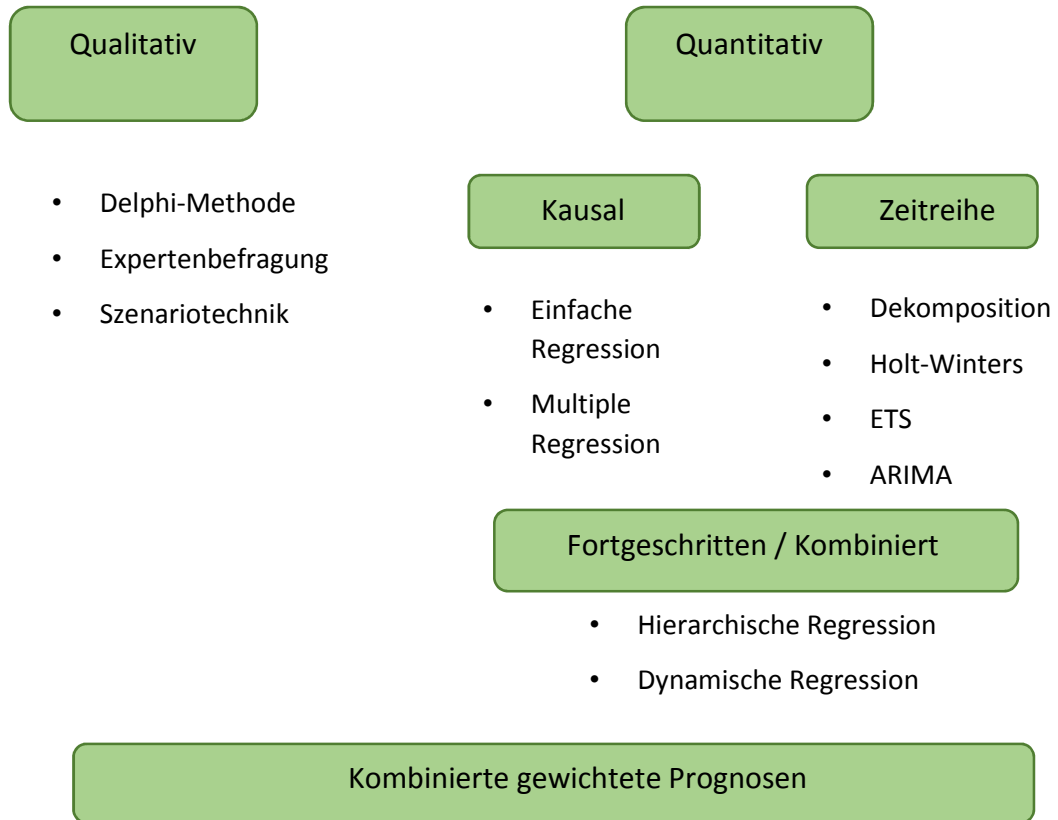 Qualitativ
Quantitativ
• Delphi-Methode
• Expertenbefragung
• Szenariotechnik
Kausal
• Einfache
Regression
• Multiple
Regression
Zeitreihe
• Dekomposition
• Holt-Winters
• ETS
• ARIMA
Fortgeschritten / Kombiniert
• Hierarchische Regression
• Dynamische Regression
Kombinierte gewichtete Prognosen